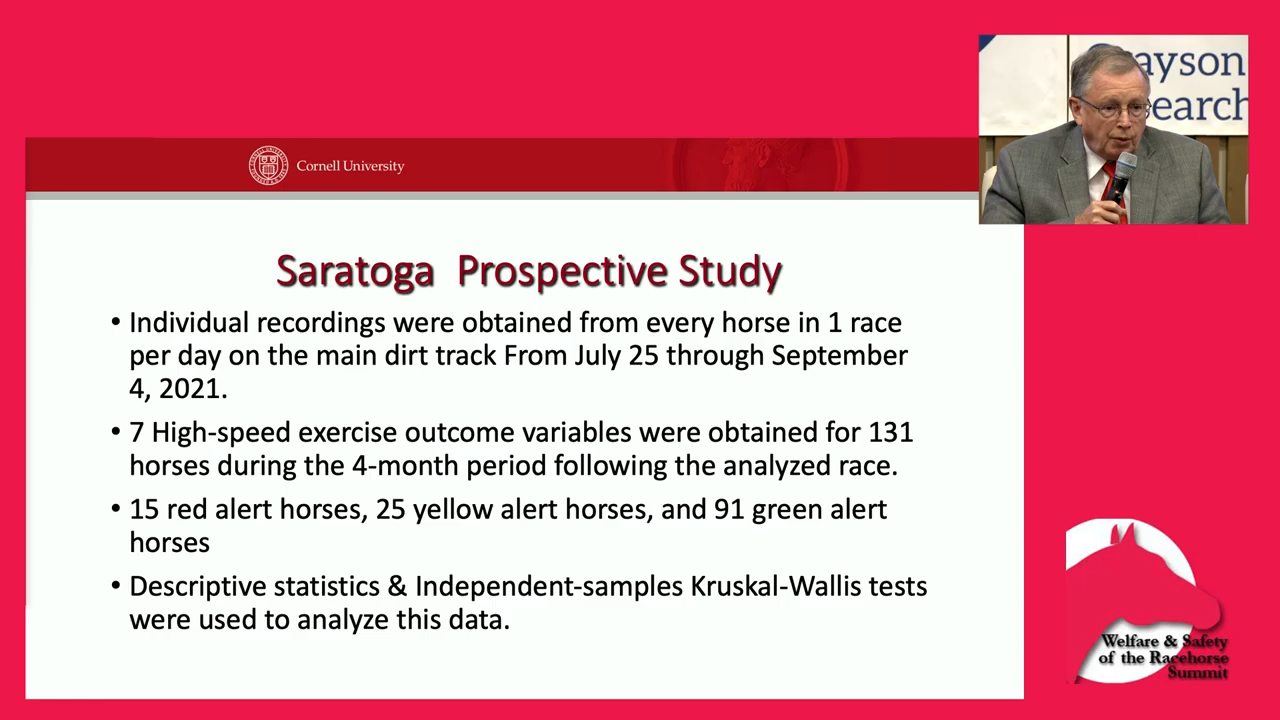 ayson
earch
Cornell University
Saratoga Prospective Study
• Individual recordings were obtained from every horse in 1 race
per day on the main dirt track From July 25 through September
4, 2021.
• 7 High-speed exercise outcome variables were obtained for 131
horses during the 4-month period following the analyzed race.
• 15 red alert horses, 25 yellow alert horses, and 91 green alert
horses
• Descriptive statistics & Independent-samples Kruskal-Wallis tests
were used to analyze this data.
Welfare & Safety
of the Racehorse
Summit